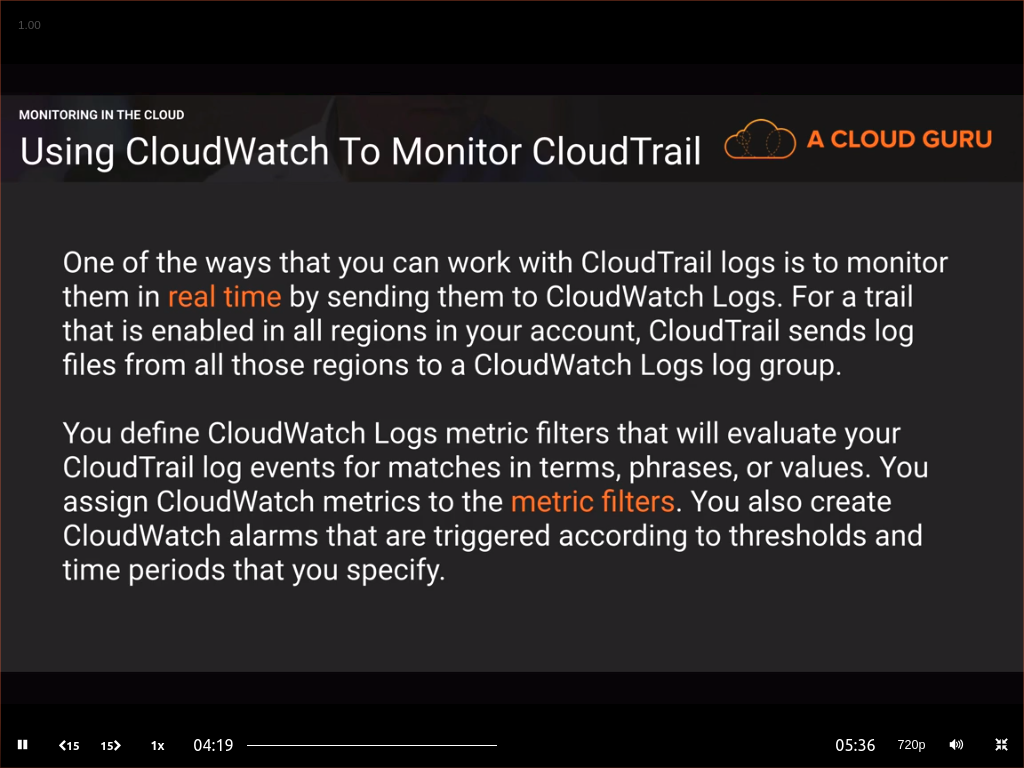 1.00
MONITORING IN THE CLOUD
Using CloudWatch To Monitor CloudTrail
A CLOUD GURU
One of the ways that you can work with CloudTrail logs is to monitor
them in real time by sending them to CloudWatch Logs. For a trail
that is enabled in all regions in your account, CloudTrail sends log
files from all those regions to a CloudWatch Logs log group.
You define CloudWatch Logs metric filters that will evaluate your
CloudTrail log events for matches in terms, phrases, or values. You
assign CloudWatch metrics to the metric filters. You also create
CloudWatch alarms that are triggered according to thresholds and
time periods that you specify.
15 15 1x 04:19 05:36 720p